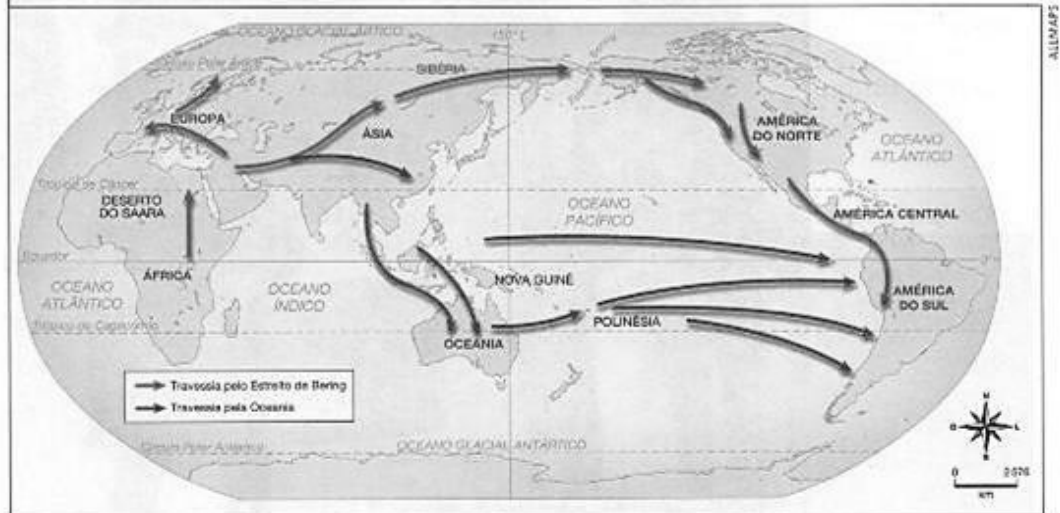 OCEANO GLACIAL ÁRTICO
150° L
ALLMAPS
Círculo Polar Ártico
SIBÉRIA
EUROPA
ÁSIA
AMÉRICA
DO NORTE
OCEANO
ATLÂNTICO
Trópico de Câncer
DESERTO
DO SAARA
OCEANO
PACÍFICO
AMÉRICA CENTRAL
Equador
ÁFRICA
NOVA GUINÉ
OCEANO
ATLÂNTICO
OCEANO
ÍNDICO
AMÉRICA
DO SUL
Trópico de Capricórnio
POLINÉSIA
OCEANIA
Travessia pelo Estreito de Bering
Travessia pela Oceania
Círculo Polar Antártico
OCEANO GLACIAL ANTÁRTICO
N
O
L
S
0
km